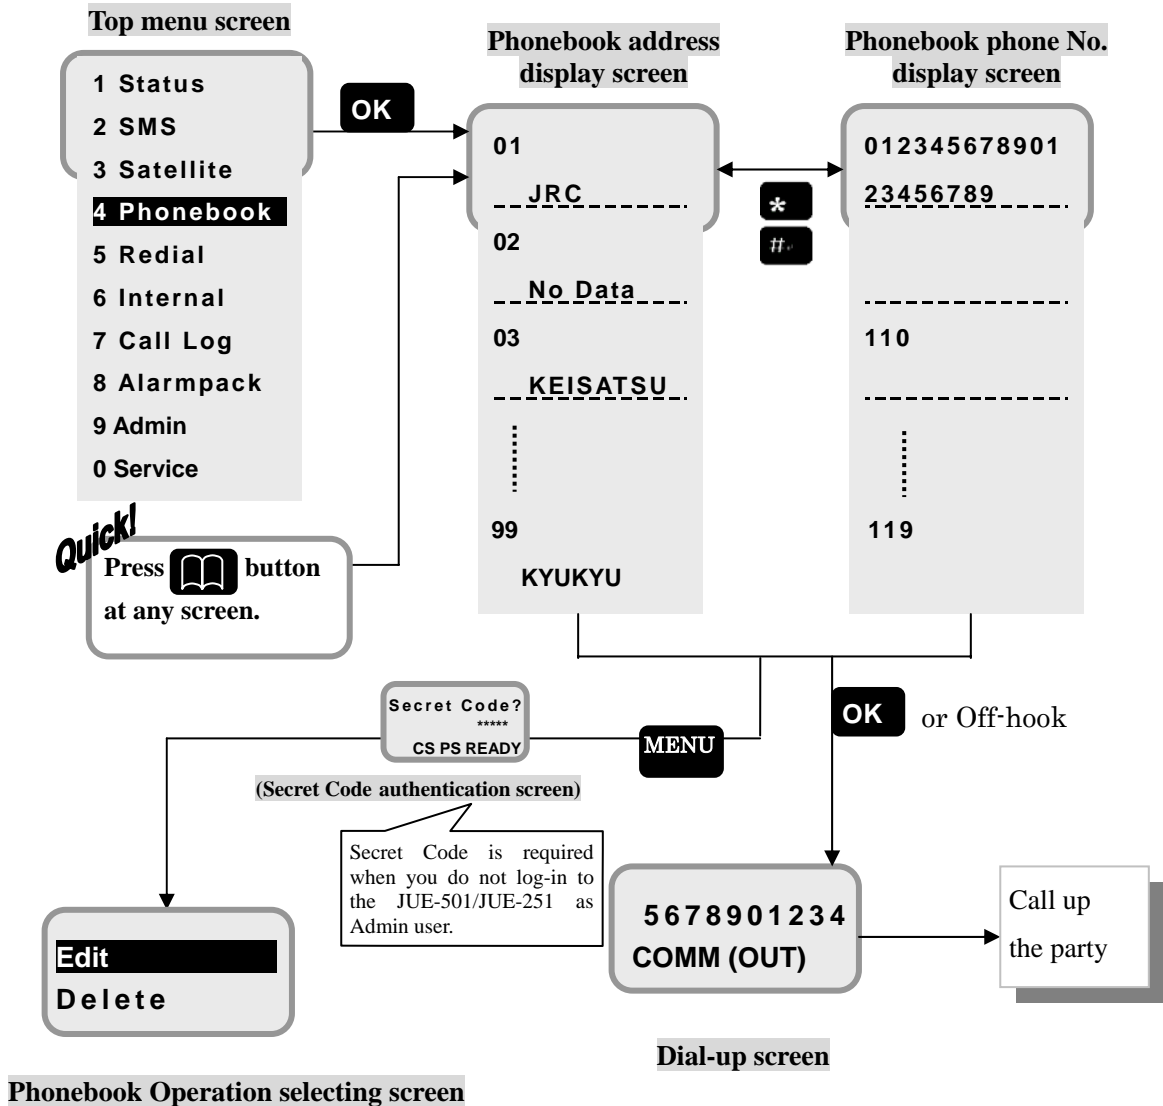 Top menu screen
1 Status
2 SMS
3 Satellite
4 Phonebook
5 Redial
6 Internal
7 Call Log
8 Alarmpack
9 Admin
0 Service
OK
Quick!
Press button
at any screen.
Phonebook address
display screen
01
JRC
02
No Data
03
KEISATSU
99
KYUKYU
*
#
Phonebook phone No.
display screen
012345678901
23456789
110
119
Secret Code?
*****
CS PS READY
MENU
OK or Off-hook
(Secret Code authentication screen)
Secret Code is required
when you do not log-in to
the JUE-501/JUE-251 as
Admin user.
Edit
Delete
Phonebook Operation selecting screen
5678901234
COMM (OUT)
Dial-up screen
Call up
the party